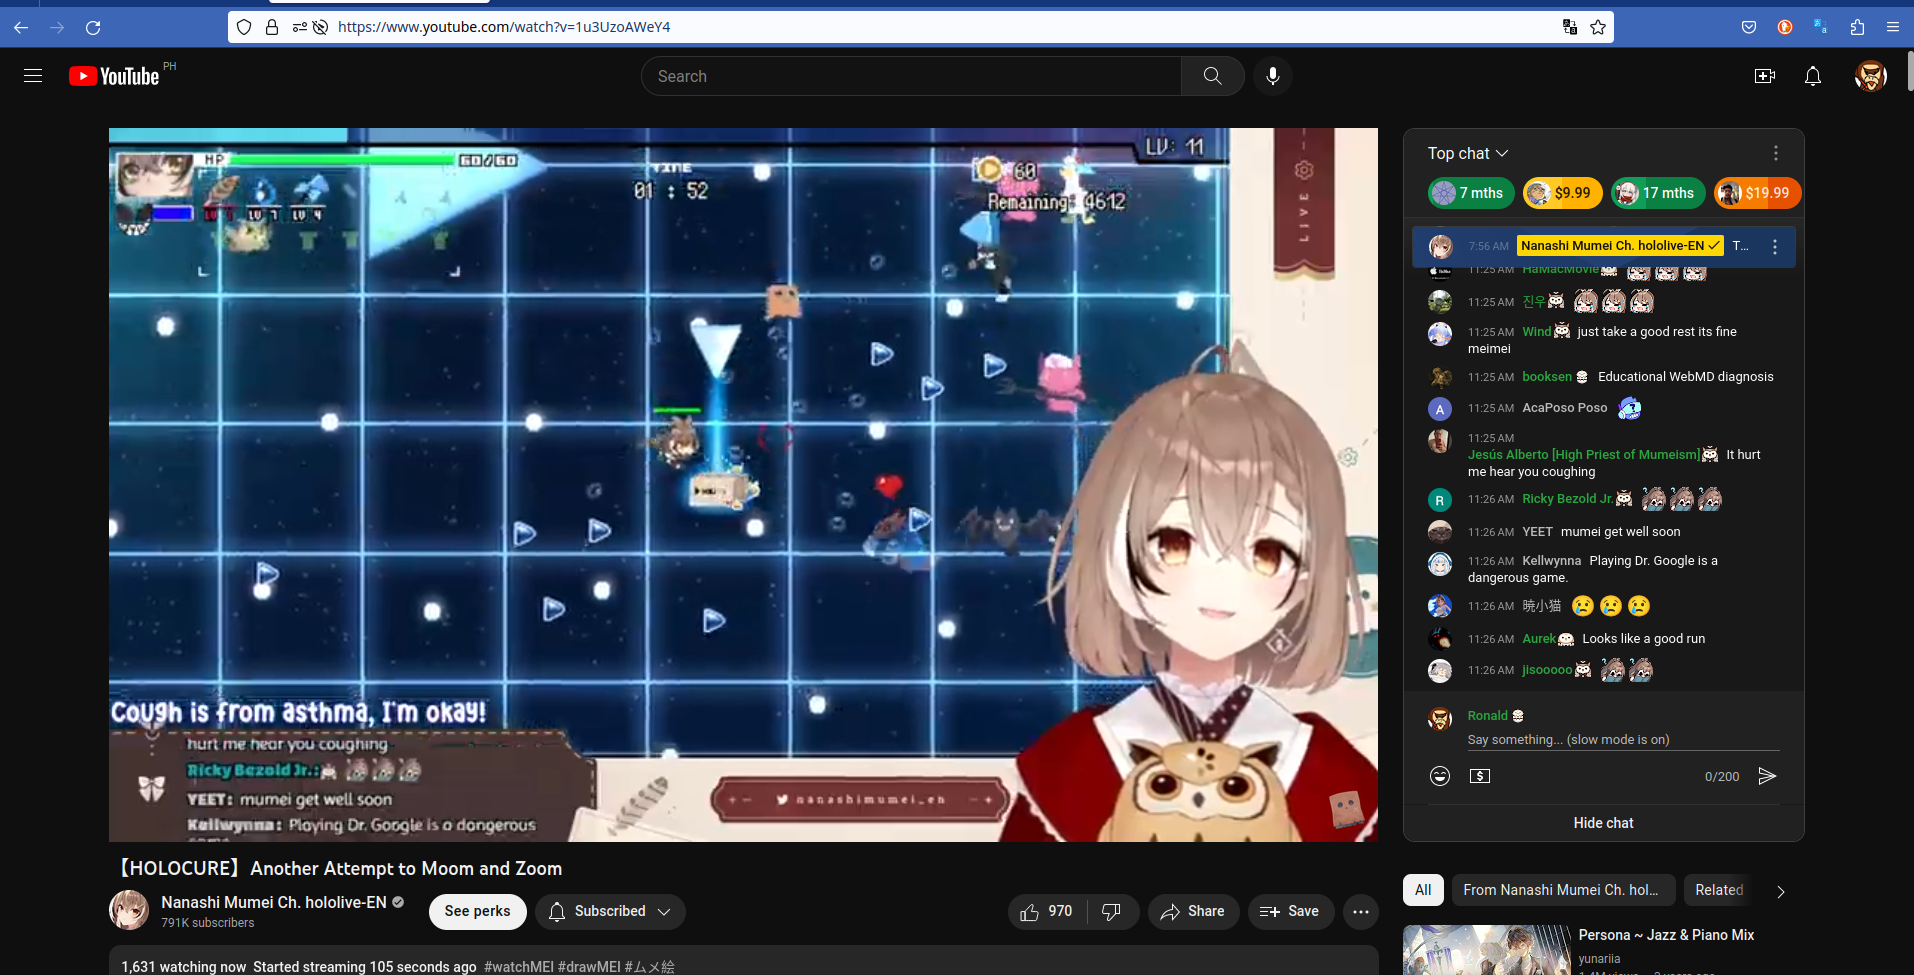 https://www.youtube.com/watch?v=1u3UzoAWeY4
YouTube PH
Search
HP 60/60
TIME
01 : 52
LV: 11
60
Remaining: 4612
LV 7
LV 4
LIVE
Cough is from asthma, I'm okay!
hurt me hear you coughing
Ricky Bezold Jr.:
YEET: mumei get well soon
Kellwynna: Playing Dr. Google is a dangerous
nanashimumei_en
Top chat
7 mths
$9.99
17 mths
$19.99
7:56 AM Nanashi Mumei Ch. hololive-EN T...
11:25 AM HaMacMovie
11:25 AM 진우
11:25 AM Wind just take a good rest its fine
meimei
11:25 AM booksen Educational WebMD diagnosis
A
11:25 AM AcaPoso Poso
11:25 AM
Jesús Alberto [High Priest of Mumeism] It hurt
me hear you coughing
R
11:26 AM Ricky Bezold Jr.
11:26 AM YEET mumei get well soon
11:26 AM Kellwynna Playing Dr. Google is a
dangerous game.
11:26 AM 暁小猫
11:26 AM Aurek Looks like a good run
11:26 AM jisooooo
Ronald
Say something... (slow mode is on)
0/200
Hide chat
【HOLOCURE】Another Attempt to Moom and Zoom
Nanashi Mumei Ch. hololive-EN
791K subscribers
See perks
Subscribed
970
Share
Save
1,631 watching now Started streaming 105 seconds ago #watchMEI #drawMEI #ムメ絵
All
From Nanashi Mumei Ch. hol...
Related
Persona ~ Jazz & Piano Mix
yunariia